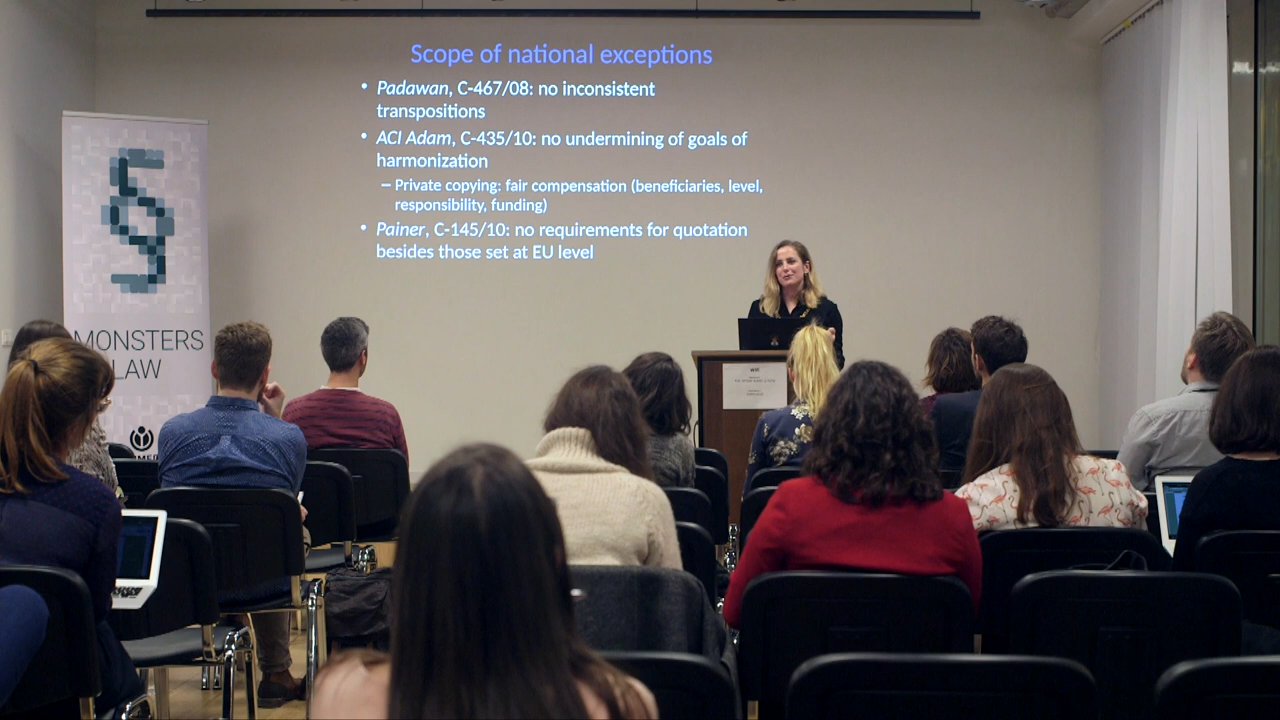 Scope of national exceptions
• Padawan, C-467/08: no inconsistent
transpositions
• ACI Adam, C-435/10: no undermining of goals of
harmonization
– Private copying: fair compensation (beneficiaries, level,
responsibility, funding)
• Painer, C-145/10: no requirements for quotation
besides those set at EU level
MONSTERS
LAW